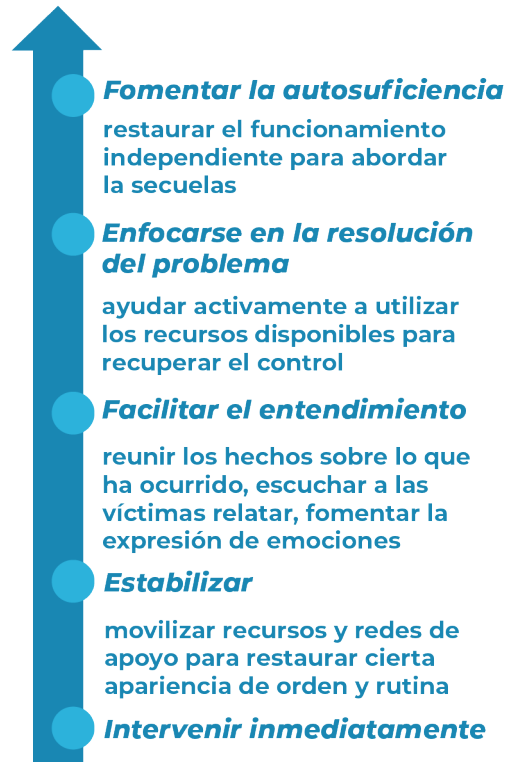 Fomentar la autosuficiencia
restaurar el funcionamiento
independiente para abordar
la secuelas
Enfocarse en la resolución
del problema
ayudar activamente a utilizar
los recursos disponibles para
recuperar el control
Facilitar el entendimiento
reunir los hechos sobre lo que
ha ocurrido, escuchar a las
víctimas relatar, fomentar la
expresión de emociones
Estabilizar
movilizar recursos y redes de
apoyo para restaurar cierta
apariencia de orden y rutina
Intervenir inmediatamente